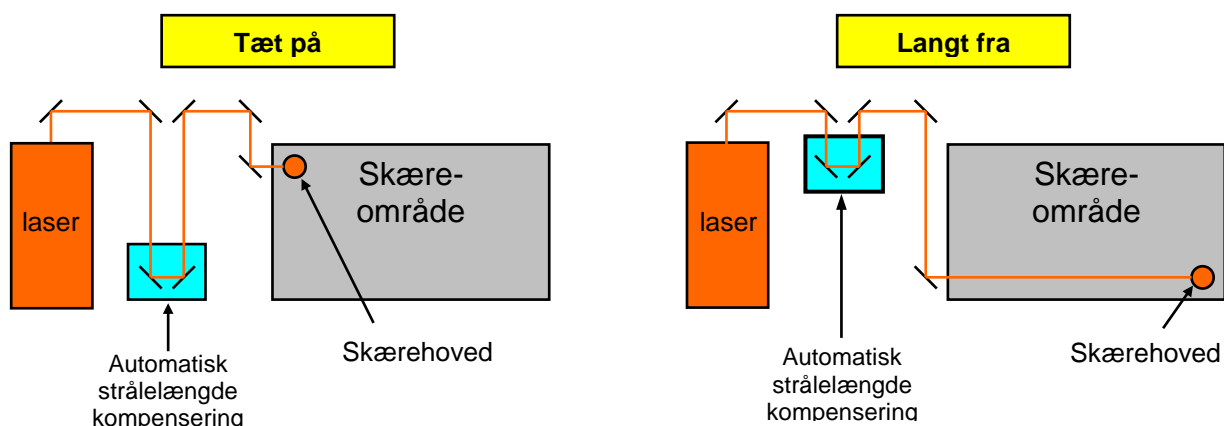 Tæt på
laser
Skære-
område
Skærehoved
Automatisk
strålelængde
kompensering
Langt fra
laser
Skære-
område
Skærehoved
Automatisk
strålelængde
kompensering